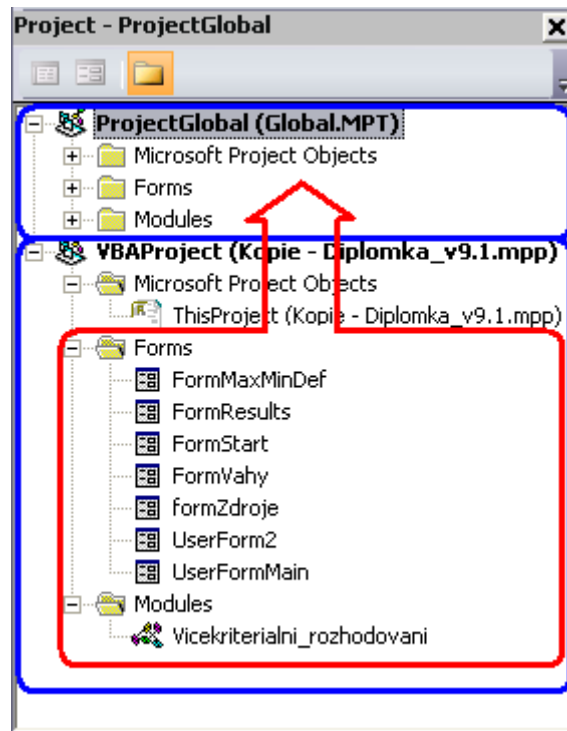 Project - ProjectGlobal
ProjectGlobal (Global.MPT)
Microsoft Project Objects
Forms
Modules
VBAProject (Kopie - Diplomka_v9.1.mpp)
Microsoft Project Objects
ThisProject (Kopie - Diplomka_v9.1.mpp)
Forms
FormMaxMinDef
FormResults
FormStart
FormVahy
formZdroje
UserForm2
UserFormMain
Modules
Vicekriterialni_rozhodovani